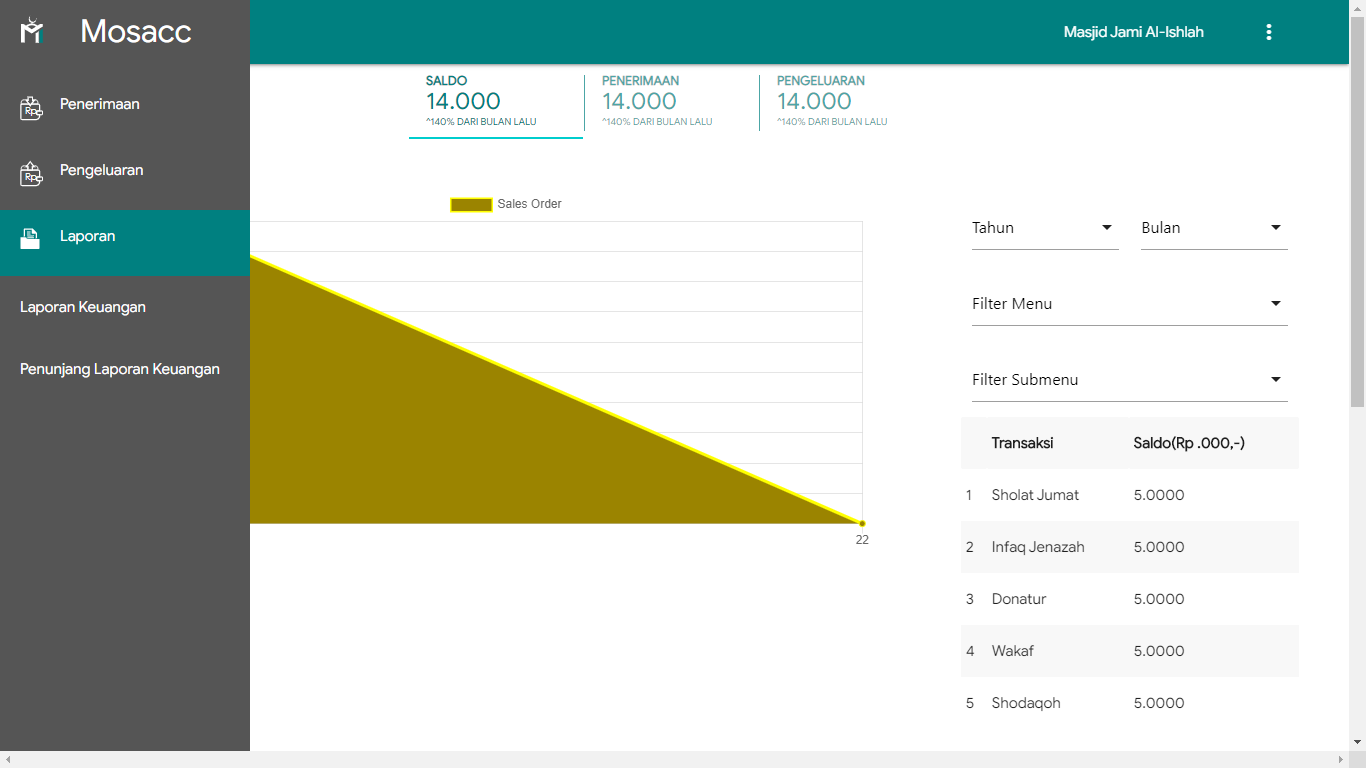 Mosacc
Masjid Jami Al-Ishlah
Penerimaan
Pengeluaran
Laporan
Laporan Keuangan
Penunjang Laporan Keuangan
SALDO
14.000
^140% DARI BULAN LALU
PENERIMAAN
14.000
^140% DARI BULAN LALU
PENGELUARAN
14.000
^140% DARI BULAN LALU
Sales Order
22
Tahun
Bulan
Filter Menu
Filter Submenu
Transaksi Saldo(Rp .000,-)
1 Sholat Jumat 5.0000
2 Infaq Jenazah 5.0000
3 Donatur 5.0000
4 Wakaf 5.0000
5 Shodaqoh 5.0000